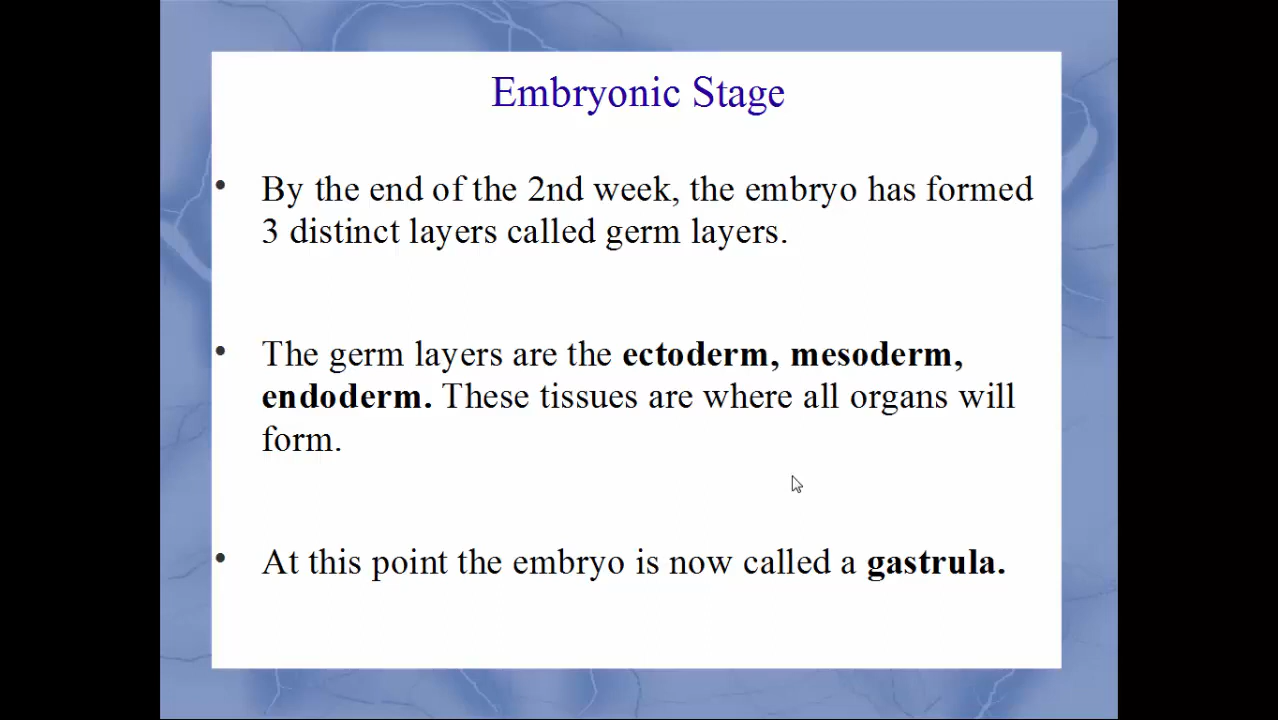 Embryonic Stage
• By the end of the 2nd week, the embryo has formed
3 distinct layers called germ layers.
• The germ layers are the ectoderm, mesoderm,
endoderm. These tissues are where all organs will
form.
• At this point the embryo is now called a gastrula.